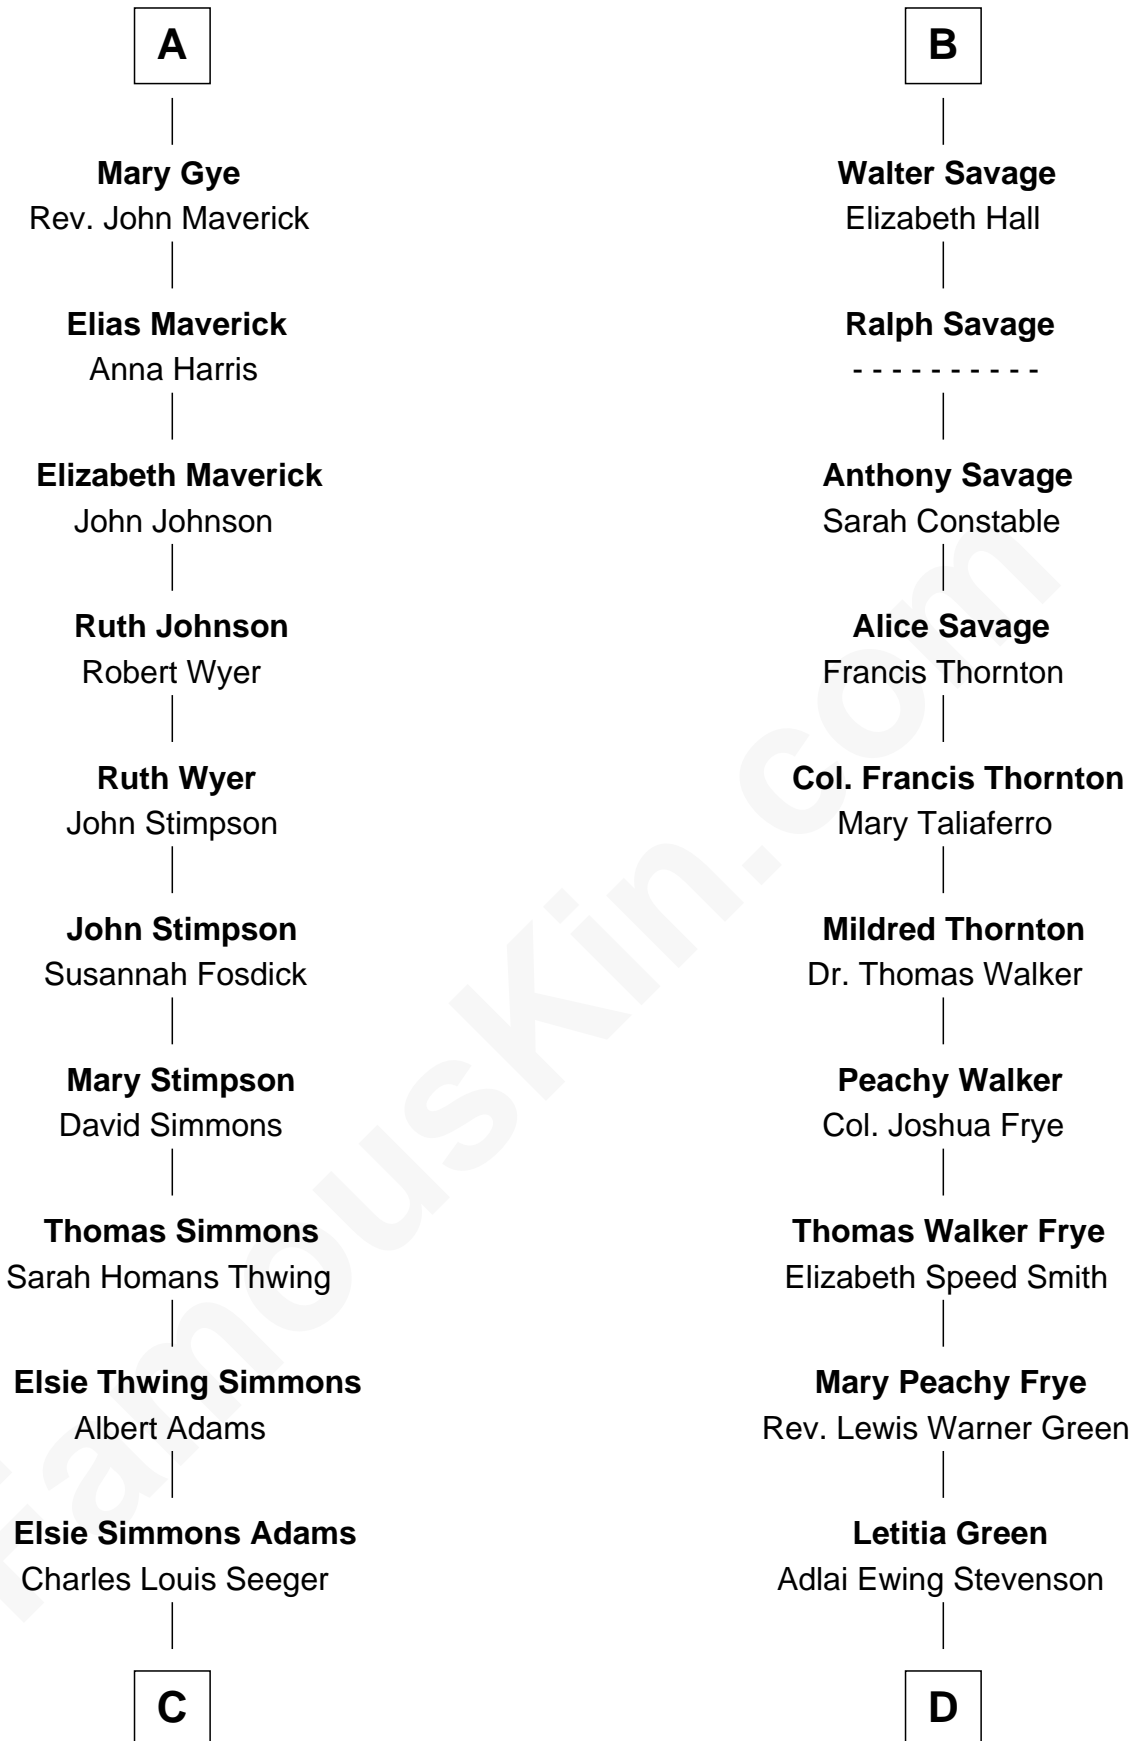 A
Mary Gye
Rev. John Maverick
Elias Maverick
Anna Harris
Elizabeth Maverick
John Johnson
Ruth Johnson
Robert Wyer
Ruth Wyer
John Stimpson
John Stimpson
Susannah Fosdick
Mary Stimpson
David Simmons
Thomas Simmons
Sarah Homans Thwing
Elsie Thwing Simmons
Albert Adams
Elsie Simmons Adams
Charles Louis Seeger
C
B
Walter Savage
Elizabeth Hall
Ralph Savage
- - - - - - - - - -
Anthony Savage
Sarah Constable
Alice Savage
Francis Thornton
Col. Francis Thornton
Mary Taliaferro
Mildred Thornton
Dr. Thomas Walker
Peachy Walker
Col. Joshua Frye
Thomas Walker Frye
Elizabeth Speed Smith
Mary Peachy Frye
Rev. Lewis Warner Green
Letitia Green
Adlai Ewing Stevenson
D
FamousKin.com